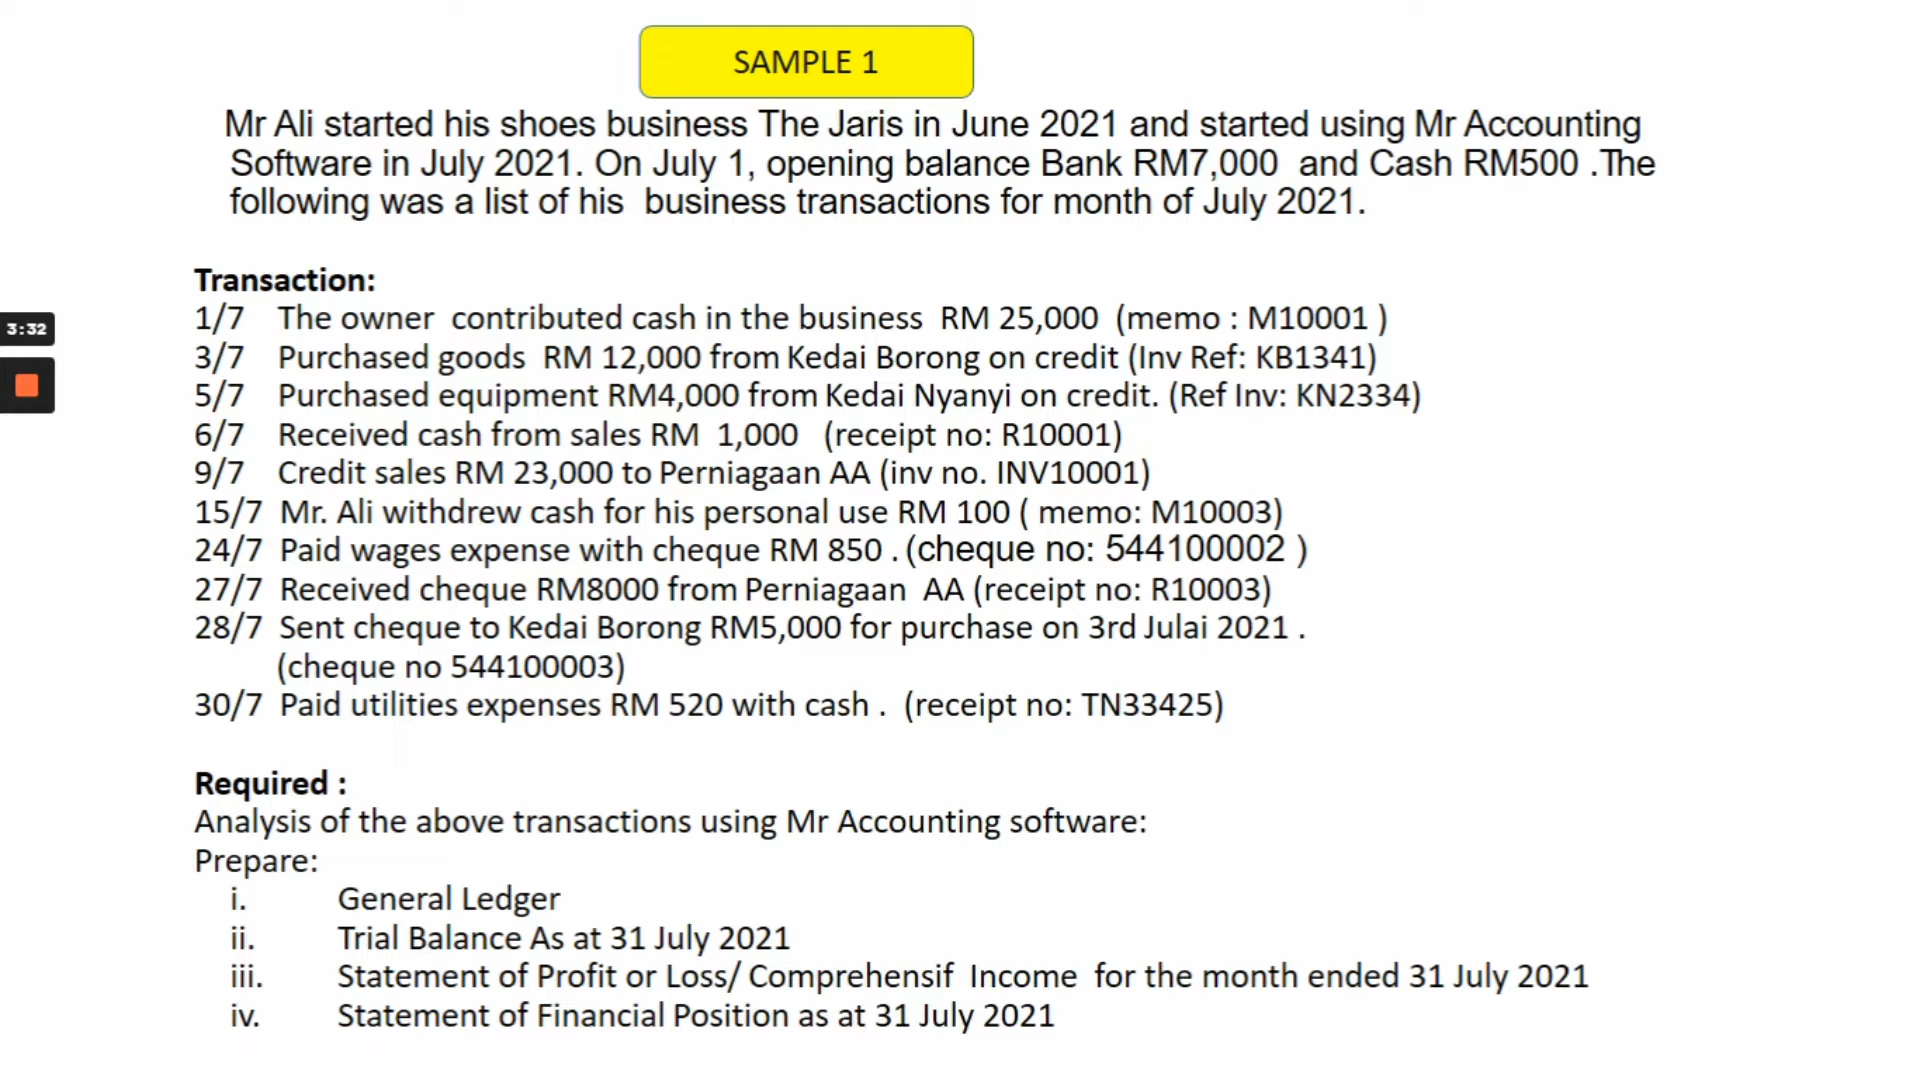 SAMPLE 1
Mr Ali started his shoes business The Jaris in June 2021 and started using Mr Accounting
Software in July 2021. On July 1, opening balance Bank RM7,000 and Cash RM500 .The
following was a list of his business transactions for month of July 2021.
Transaction:
1/7 The owner contributed cash in the business RM 25,000 (memo : M10001 )
3/7 Purchased goods RM 12,000 from Kedai Borong on credit (Inv Ref: KB1341)
3:32
5/7 Purchased equipment RM4,000 from Kedai Nyanyi on credit. (Ref Inv: KN2334)
6/7 Received cash from sales RM 1,000 (receipt no: R10001)
9/7 Credit sales RM 23,000 to Perniagaan AA (inv no. INV10001)
15/7 Mr. Ali withdrew cash for his personal use RM 100 ( memo: M10003)
24/7 Paid wages expense with cheque RM 850 . (cheque no: 544100002 )
27/7 Received cheque RM8000 from Perniagaan AA (receipt no: R10003)
28/7 Sent cheque to Kedai Borong RM5,000 for purchase on 3rd Julai 2021 .
(cheque no 544100003)
30/7 Paid utilities expenses RM 520 with cash . (receipt no: TN33425)
Required :
Analysis of the above transactions using Mr Accounting software:
Prepare:
i. General Ledger
ii. Trial Balance As at 31 July 2021
iii. Statement of Profit or Loss/ Comprehensif Income for the month ended 31 July 2021
iv. Statement of Financial Position as at 31 July 2021